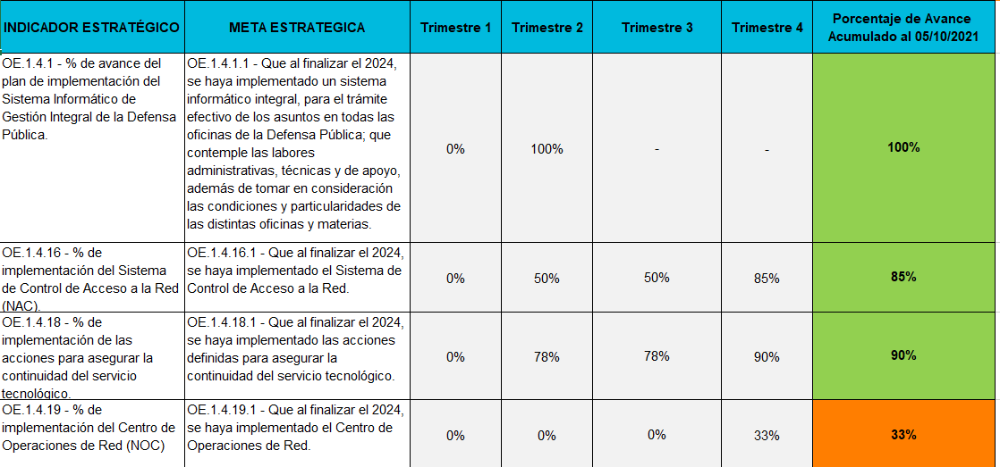 INDICADOR ESTRATÉGICO
META ESTRATEGICA
Trimestre 1
Trimestre 2
Trimestre 3
Trimestre 4
Porcentaje de Avance
Acumulado al 05/10/2021
OE.1.4.1 - % de avance del
plan de implementación del
Sistema Informático de
Gestión Integral de la Defensa
Pública.
OE.1.4.1.1 - Que al finalizar el 2024,
se haya implementado un sistema
informático integral, para el trámite
efectivo de los asuntos en todas las
oficinas de la Defensa Pública; que
contemple las labores
administrativas, técnicas y de apoyo,
además de tomar en consideración
las condiciones y particularidades de
las distintas oficinas y materias.
0%
100%
-
-
100%
OE.1.4.16 - % de
implementación del Sistema
de Control de Acceso a la Red
(NAC).
OE.1.4.16.1 - Que al finalizar el 2024,
se haya implementado el Sistema de
Control de Acceso a la Red.
0%
50%
50%
85%
85%
OE.1.4.18 - % de
implementación de las
acciones para asegurar la
continuidad del servicio
tecnológico.
OE.1.4.18.1 - Que al finalizar el 2024,
se haya implementado las acciones
definidas para asegurar la
continuidad del servicio tecnológico.
0%
78%
78%
90%
90%
OE.1.4.19 - % de
implementación del Centro de
Operaciones de Red (NOC)
OE.1.4.19.1 - Que al finalizar el 2024,
se haya implementado el Centro de
Operaciones de Red.
0%
0%
0%
33%
33%